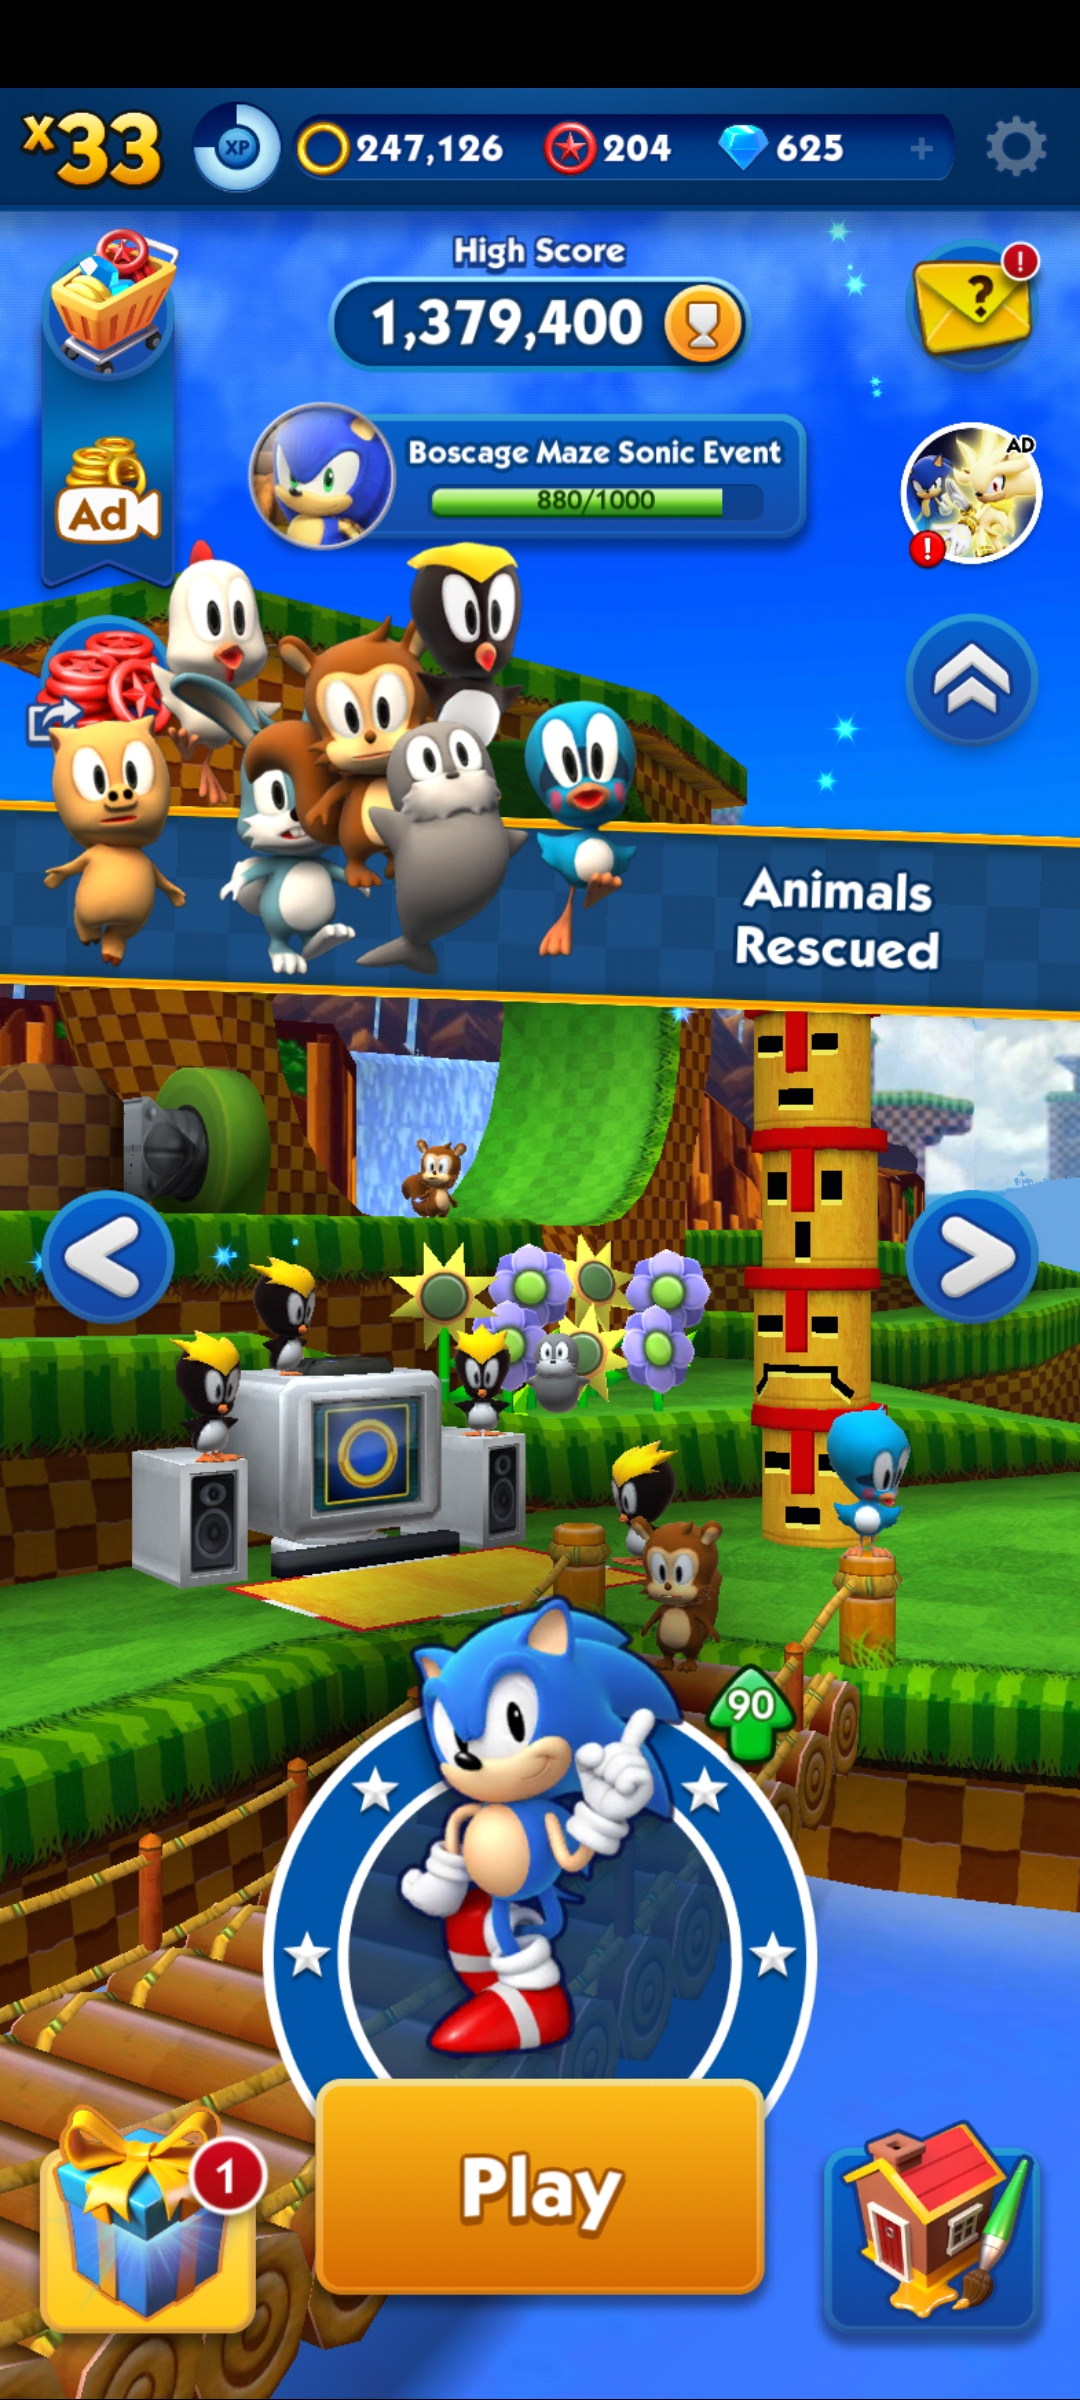 x33
XP
247,126
204
625
+
High Score
1,379,400
?
!
Boscage Maze Sonic Event
880/1000
AD
!
Ad
Animals
Rescued
90
Play
1